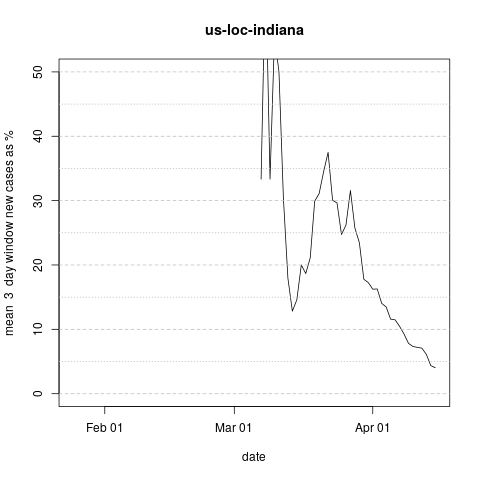 us-loc-indiana
mean 3 day window new cases as %
50
40
30
20
10
0
Feb 01
Mar 01
Apr 01
date